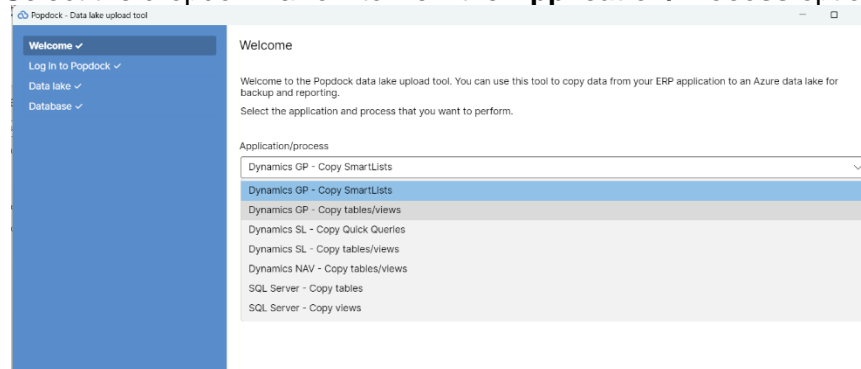 Popdock - Data lake upload tool
Welcome ✓
Log in to Popdock ✓
Data lake ✓
Database ✓
Welcome
Welcome to the Popdock data lake upload tool. You can use this tool to copy data from your ERP application to an Azure data lake for
backup and reporting.
Select the application and process that you want to perform.
Application/process
Dynamics GP - Copy SmartLists
Dynamics GP - Copy SmartLists
Dynamics GP - Copy tables/views
Dynamics SL - Copy Quick Queries
Dynamics SL - Copy tables/views
Dynamics NAV - Copy tables/views
SQL Server - Copy tables
SQL Server - Copy views